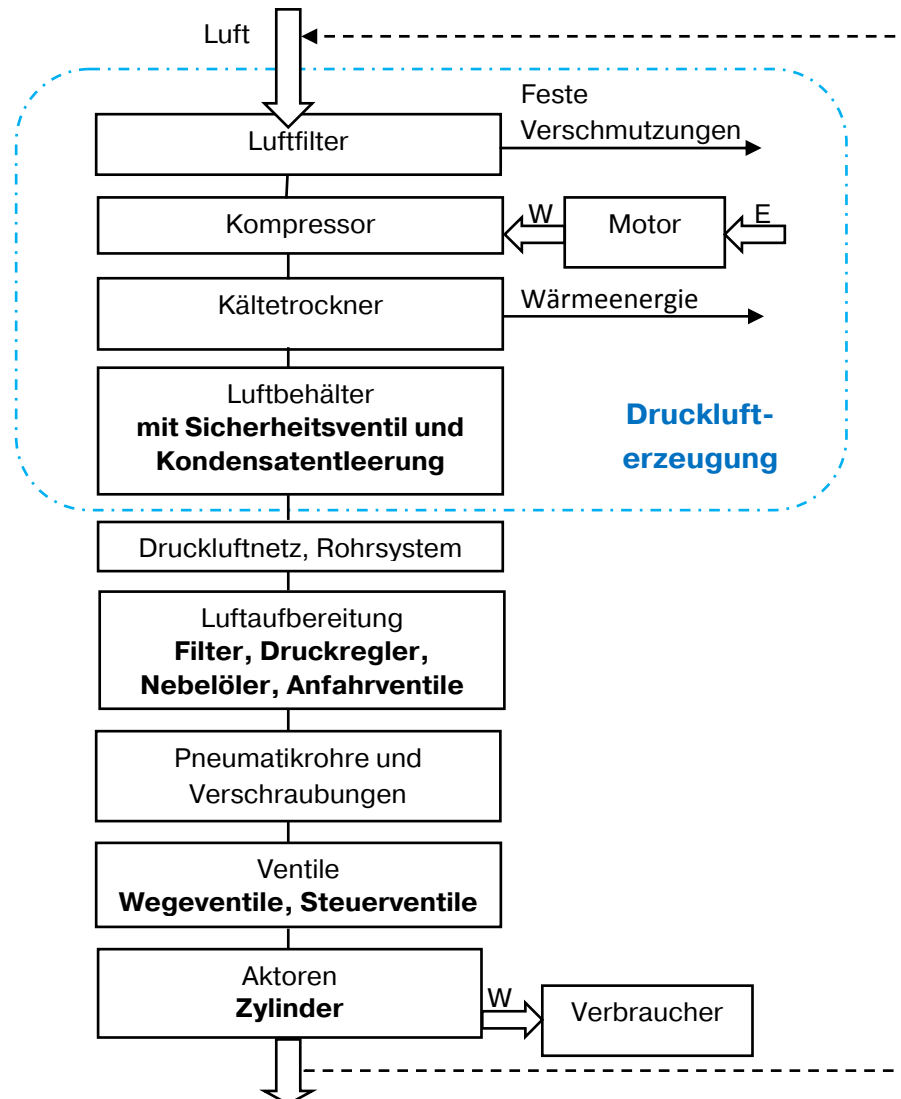 Luft
Feste
Verschmutzungen
Luftfilter
Kompressor
W
Motor
E
Kältetrockner
Wärmeenergie
Luftbehälter
mit Sicherheitsventil und
Kondensatentleerung
Druckluft-
erzeugung
Druckluftnetz, Rohrsystem
Luftaufbereitung
Filter, Druckregler,
Nebelöler, Anfahrventile
Pneumatikrohre und
Verschraubungen
Ventile
Wegeventile, Steuerventile
Aktoren
Zylinder
W
Verbraucher